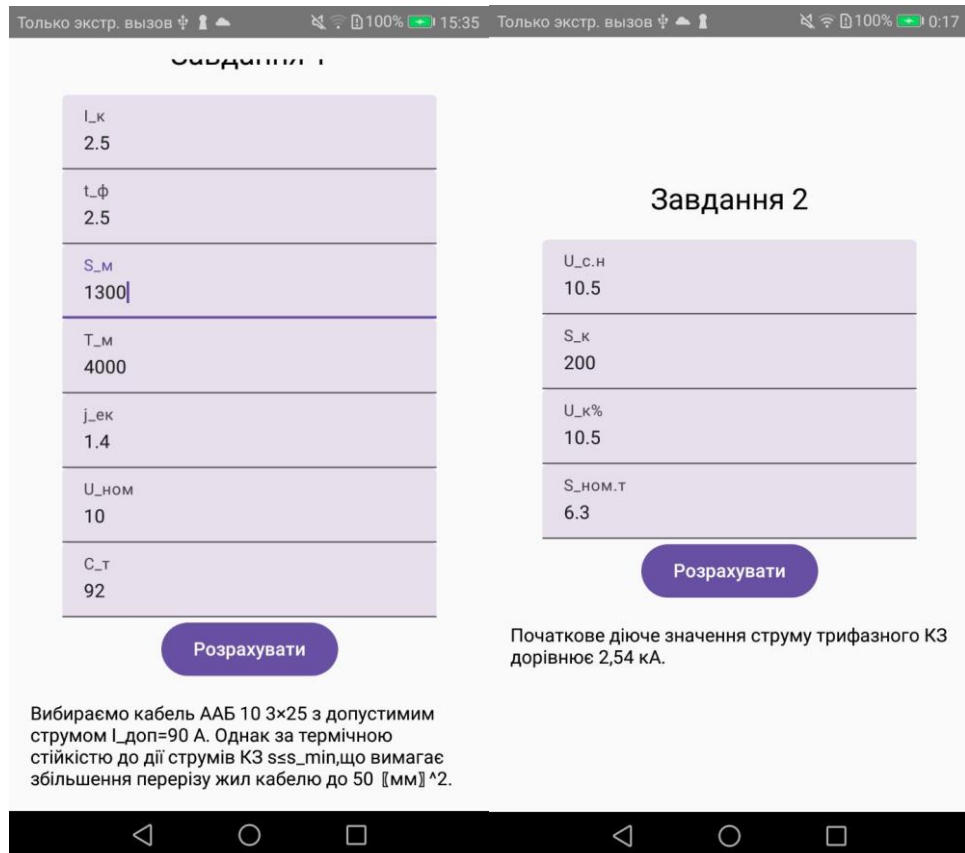 Только экстр. вызов
100%
15:35
Завдання 1
I_к
2.5
t_ф
2.5
S_м
1300
T_м
4000
j_ек
1.4
U_ном
10
C_т
92
Розрахувати
Вибираємо кабель ААБ 10 3×25 з допустимим
струмом I_доп=90 А. Однак за термічною
стійкістю до дії струмів КЗ s≤s_min,що вимагає
збільшення перерізу жил кабелю до 50 〖мм〗^2.
Только экстр. вызов
100%
0:17
Завдання 2
U_с.н
10.5
S_к
200
U_к%
10.5
S_ном.т
6.3
Розрахувати
Початкове діюче значення струму трифазного КЗ
дорівнює 2,54 кА.